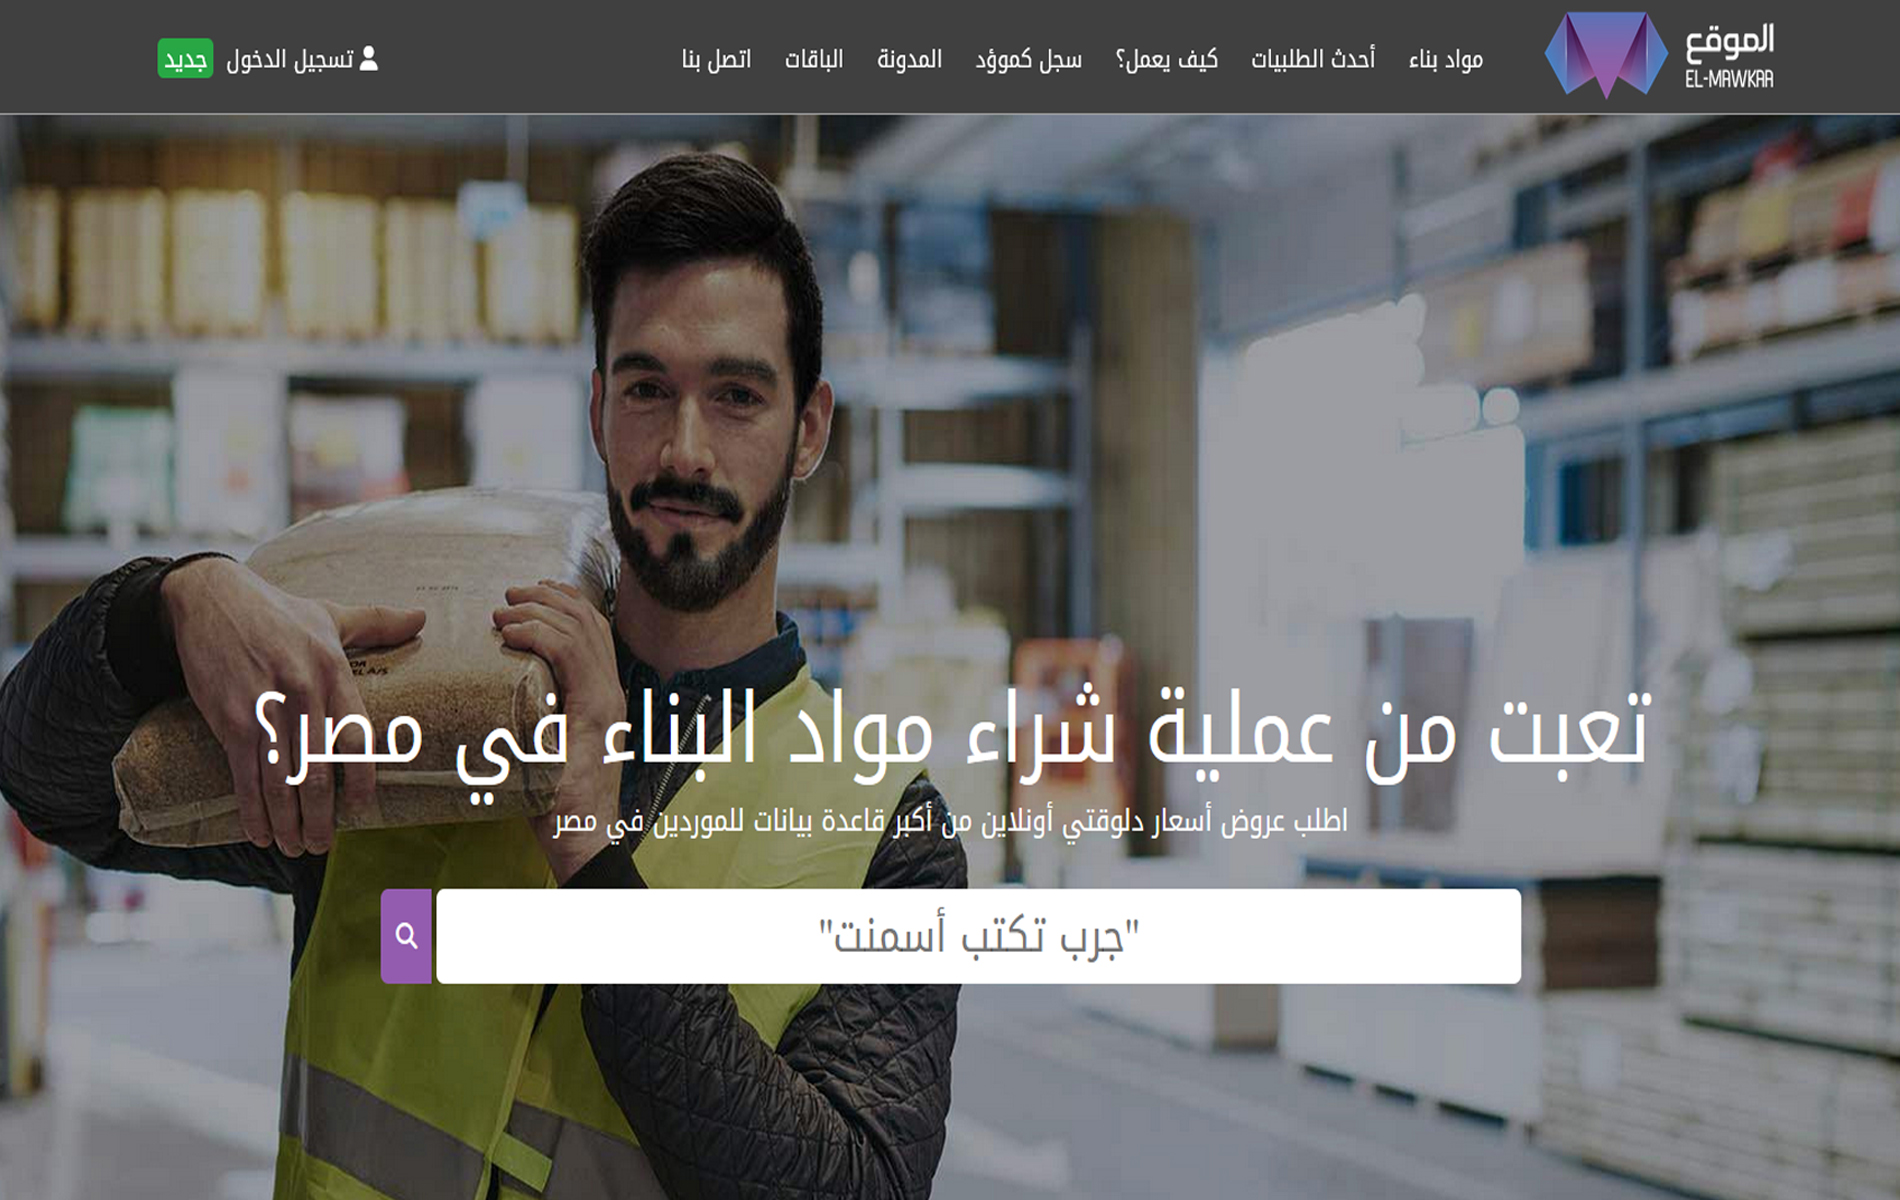 الموقع
EL-MAWKAA
مواد بناء
أحدث الطلبيات
كيف يعمل؟
سجل كموؤد
المدونة
الباقات
اتصل بنا
تسجيل الدخول
جديد
تعبت من عملية شراء مواد البناء في مصر؟
اطلب عروض أسعار دلوقتي أونلاين من أكبر قاعدة بيانات للموردين في مصر
"جرب تكتب أسمنت"